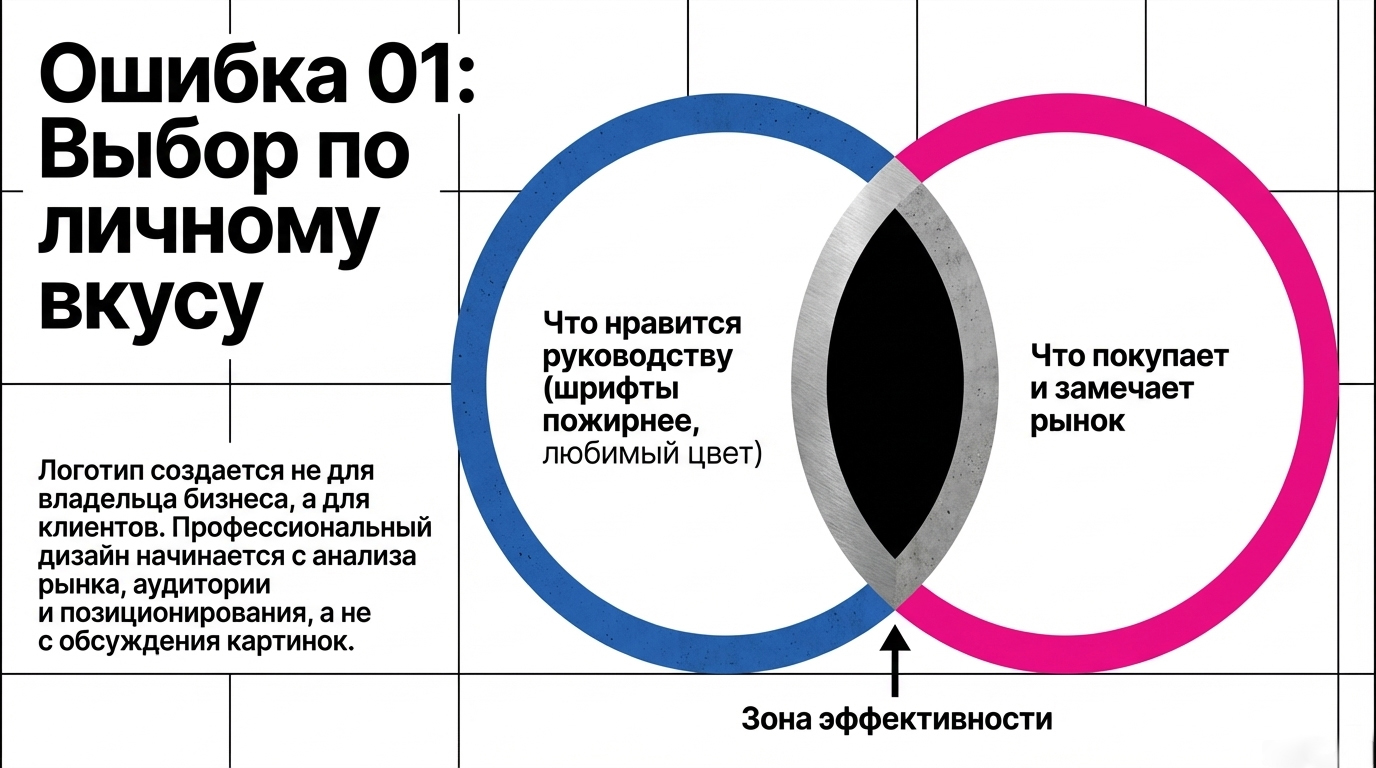 Ошибка 01:
Выбор по
личному
вкусу
Логотип создается не для
владельца бизнеса, а для
клиентов. Профессиональный
дизайн начинается с анализа
рынка, аудитории
и позиционирования, а не
с обсуждения картинок.
Что нравится
руководству
(шрифты
пожирнее,
любимый цвет)
Что покупает
и замечает
рынок
Зона эффективности